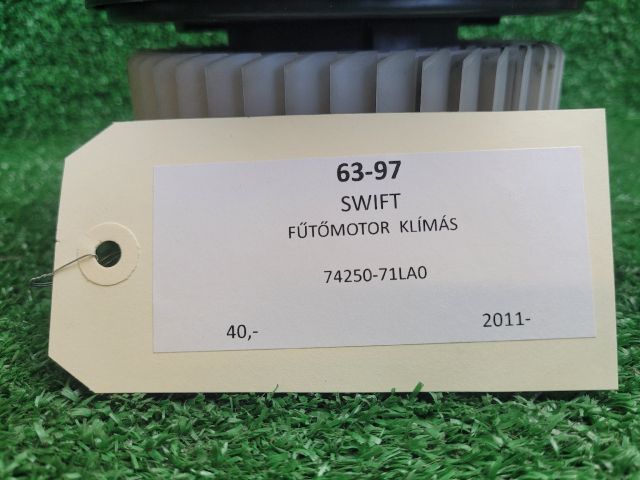 63-97
SWIFT
FŰTŐMOTOR KLÍMÁS
74250-71LA0
40,- 2011-